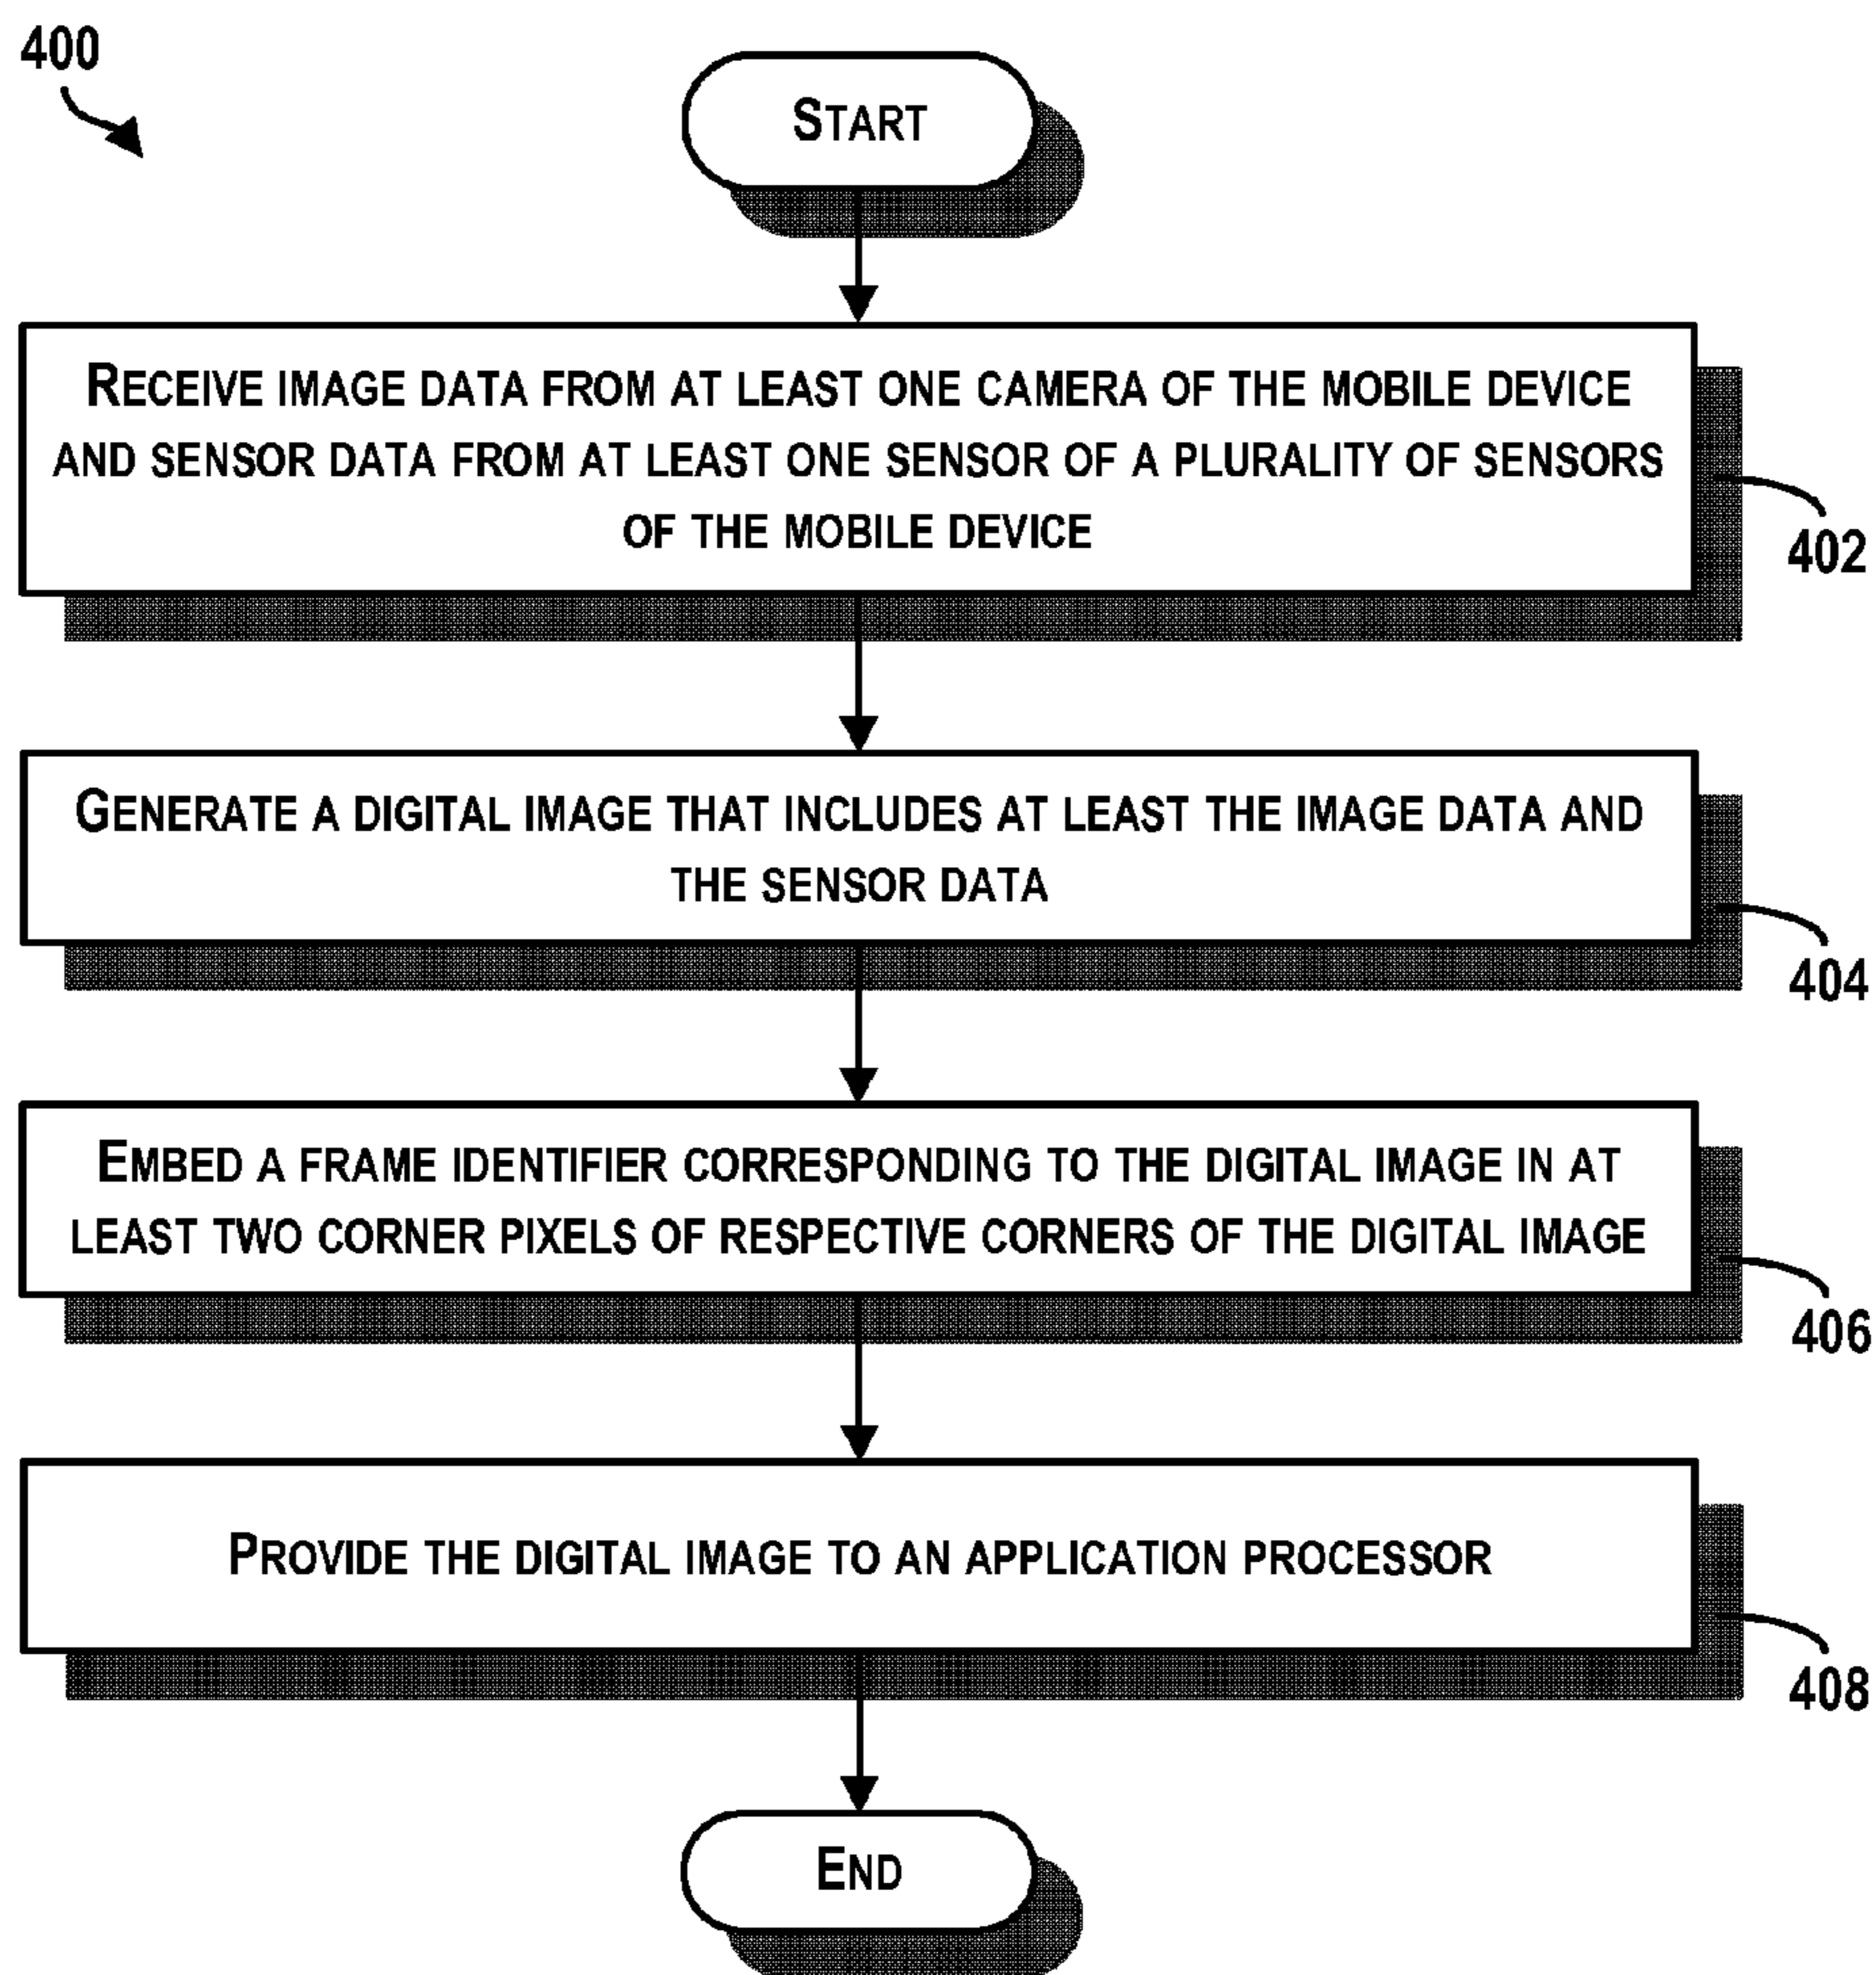 400
START
RECEIVE IMAGE DATA FROM AT LEAST ONE CAMERA OF THE MOBILE DEVICE
AND SENSOR DATA FROM AT LEAST ONE SENSOR OF A PLURALITY OF SENSORS
OF THE MOBILE DEVICE
402
GENERATE A DIGITAL IMAGE THAT INCLUDES AT LEAST THE IMAGE DATA AND
THE SENSOR DATA
404
EMBED A FRAME IDENTIFIER CORRESPONDING TO THE DIGITAL IMAGE IN AT
LEAST TWO CORNER PIXELS OF RESPECTIVE CORNERS OF THE DIGITAL IMAGE
406
PROVIDE THE DIGITAL IMAGE TO AN APPLICATION PROCESSOR
408
END